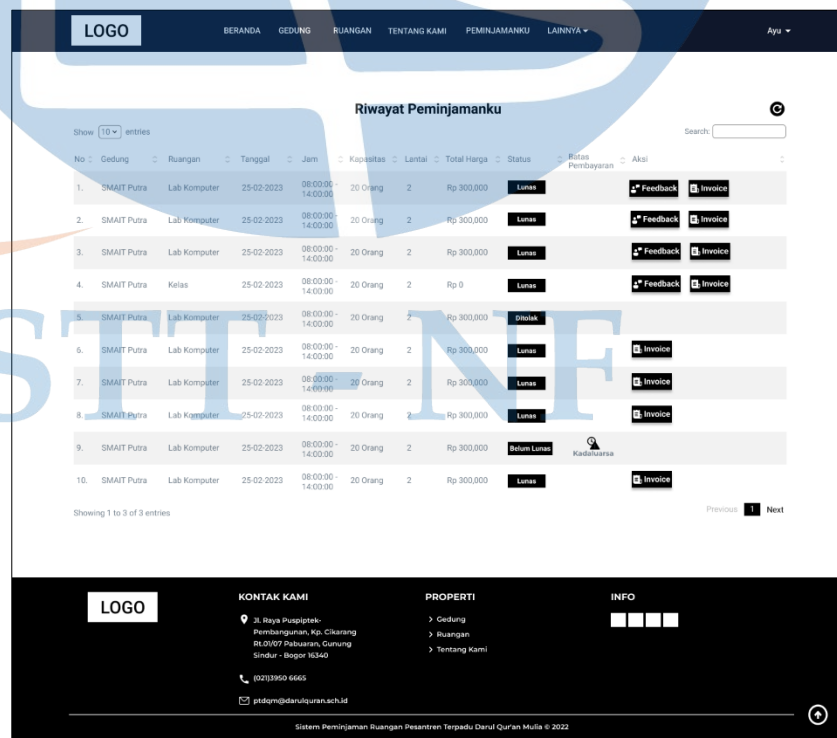 LOGO BERANDA GEDUNG RUANGAN TENTANG KAMI PEMINJAMANKU LAINNYA Ayu
Riwayat Peminjamanku
Show 10 entries Search:
No Gedung Ruangan Tanggal Jam Kapasitas Lantai Total Harga Status Batas Pembayaran Aksi
1. SMAIT Putra Lab Komputer 25-02-2023 08:00:00 - 14:00:00 20 Orang 2 Rp 300,000 Lunas Feedback Invoice
2. SMAIT Putra Lab Komputer 25-02-2023 08:00:00 - 14:00:00 20 Orang 2 Rp 300,000 Lunas Feedback Invoice
3. SMAIT Putra Lab Komputer 25-02-2023 08:00:00 - 14:00:00 20 Orang 2 Rp 300,000 Lunas Feedback Invoice
4. SMAIT Putra Kelas 25-02-2023 08:00:00 - 14:00:00 20 Orang 2 Rp 0 Lunas Feedback Invoice
5. SMAIT Putra Lab Komputer 25-02-2023 08:00:00 - 14:00:00 20 Orang 2 Rp 300,000 Ditolak
6. SMAIT Putra Lab Komputer 25-02-2023 08:00:00 - 14:00:00 20 Orang 2 Rp 300,000 Lunas Invoice
7. SMAIT Putra Lab Komputer 25-02-2023 08:00:00 - 14:00:00 20 Orang 2 Rp 300,000 Lunas Invoice
8. SMAIT Putra Lab Komputer 25-02-2023 08:00:00 - 14:00:00 20 Orang 2 Rp 300,000 Lunas Invoice
9. SMAIT Putra Lab Komputer 25-02-2023 08:00:00 - 14:00:00 20 Orang 2 Rp 300,000 Belum Lunas Kadaluarsa
10. SMAIT Putra Lab Komputer 25-02-2023 08:00:00 - 14:00:00 20 Orang 2 Rp 300,000 Lunas Invoice
STT - NF
Showing 1 to 3 of 3 entries Previous 1 Next
LOGO
KONTAK KAMI
Jl. Raya Puspiptek-
Pembangunan, Kp. Cikarang
Rt.01/07 Pabuaran, Gunung
Sindur - Bogor 16340
(021)3950 6665
ptdqm@darulquran.sch.id
PROPERTI
> Gedung
> Ruangan
> Tentang Kami
INFO
Sistem Peminjaman Ruangan Pesantren Terpadu Darul Qur'an Mulia © 2022